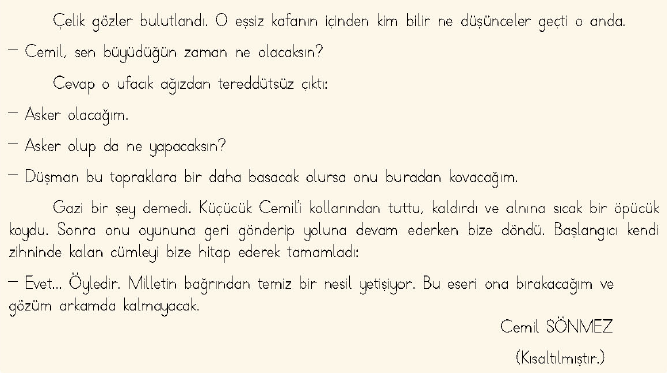 Çelik gözler bulutlandı. O eşsiz kafanın içinden kim bilir ne düşünceler geçti o anda.
– Cemil, sen büyüdüğün zaman ne olacaksın?
Cevap o ufacık ağızdan tereddütsüz çıktı:
– Asker olacağım.
– Asker olup da ne yapacaksın?
– Düşman bu topraklara bir daha basacak olursa onu buradan kovacağım.
Gazi bir şey demedi. Küçücük Cemil'i kollarından tuttu, kaldırdı ve alnına sıcak bir öpücük
koydu. Sonra onu oyununa geri gönderip yoluna devam ederken bize döndü. Başlangıcı kendi
zihninde kalan cümleyi bize hitap ederek tamamladı:
– Evet... Öyledir. Milletin bağrından temiz bir nesil yetişiyor. Bu eseri ona bırakacağım ve
gözüm arkamda kalmayacak.
Cemil SÖNMEZ
(Kısaltılmıştır.)